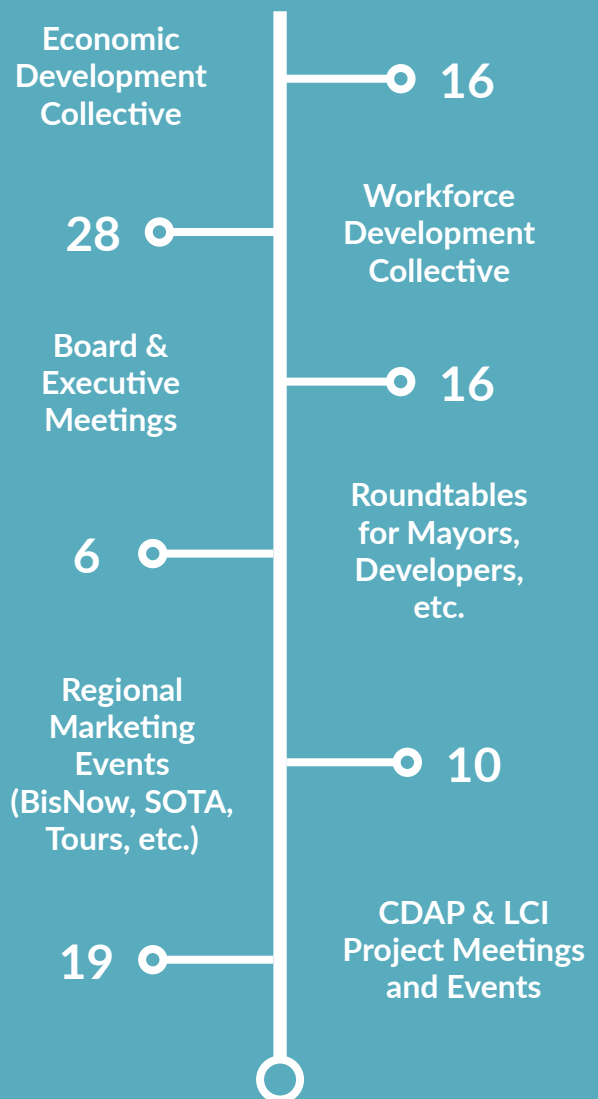 Economic
Development
Collective
16
28
Workforce
Development
Collective
Board &
Executive
Meetings
16
6
Roundtables
for Mayors,
Developers,
etc.
Regional
Marketing
Events
(BisNow, SOTA,
Tours, etc.)
10
19
CDAP & LCI
Project Meetings
and Events